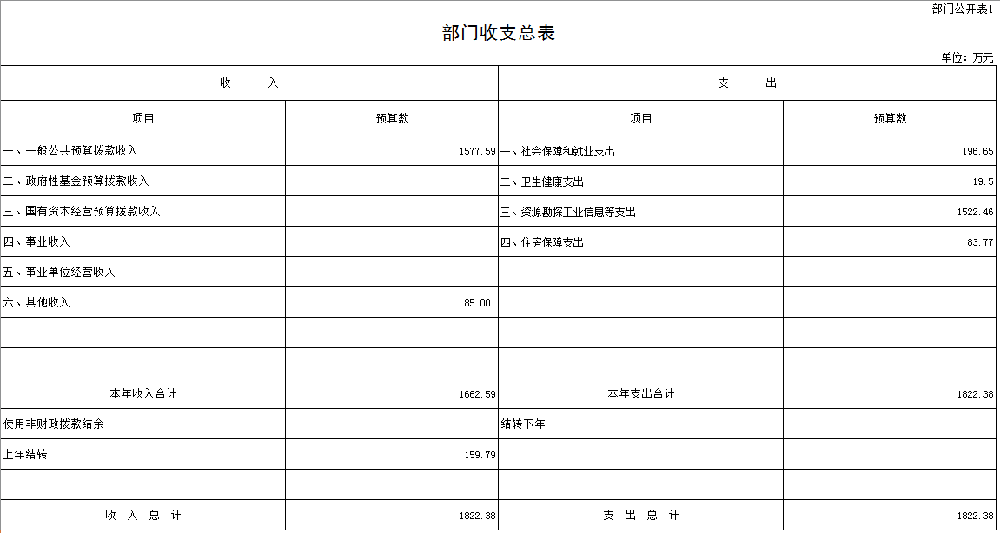 部门公开表1
部门收支总表
单位：万元
收 入 支 出
项目 预算数 项目 预算数
一、一般公共预算拨款收入 1577.59 一、社会保障和就业支出 196.65
二、政府性基金预算拨款收入 二、卫生健康支出 19.5
三、国有资本经营预算拨款收入 三、资源勘探工业信息等支出 1522.46
四、事业收入 四、住房保障支出 83.77
五、事业单位经营收入
六、其他收入 85.00
本年收入合计 1662.59 本年支出合计 1822.38
使用非财政拨款结余 结转下年
上年结转 159.79
收 入 总 计 1822.38 支 出 总 计 1822.38